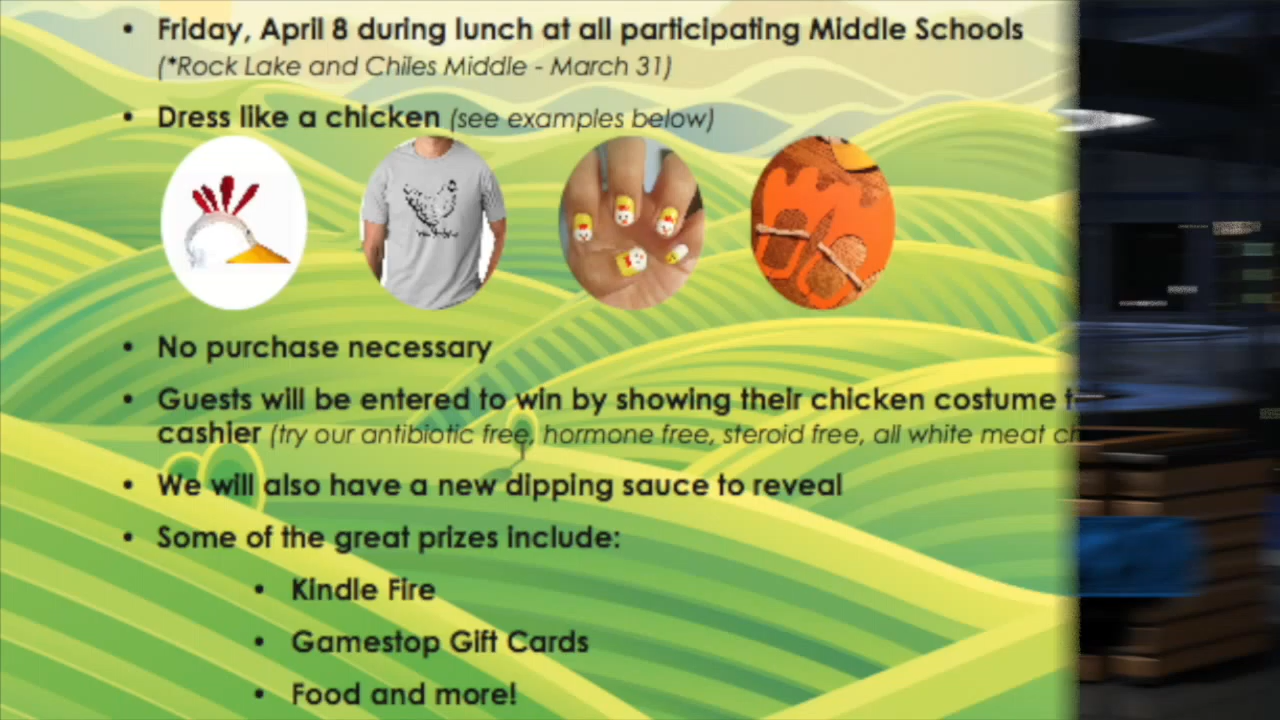 • Friday, April 8 during lunch at all participating Middle Schools
(*Rock Lake and Chiles Middle - March 31)
• Dress like a chicken (see examples below)
• No purchase necessary
• Guests will be entered to win by showing their chicken costume
cashier (try our antibiotic free, hormone free, steroid free, all white meat
• We will also have a new dipping sauce to reveal
• Some of the great prizes include:
• Kindle Fire
• Gamestop Gift Cards
• Food and more!